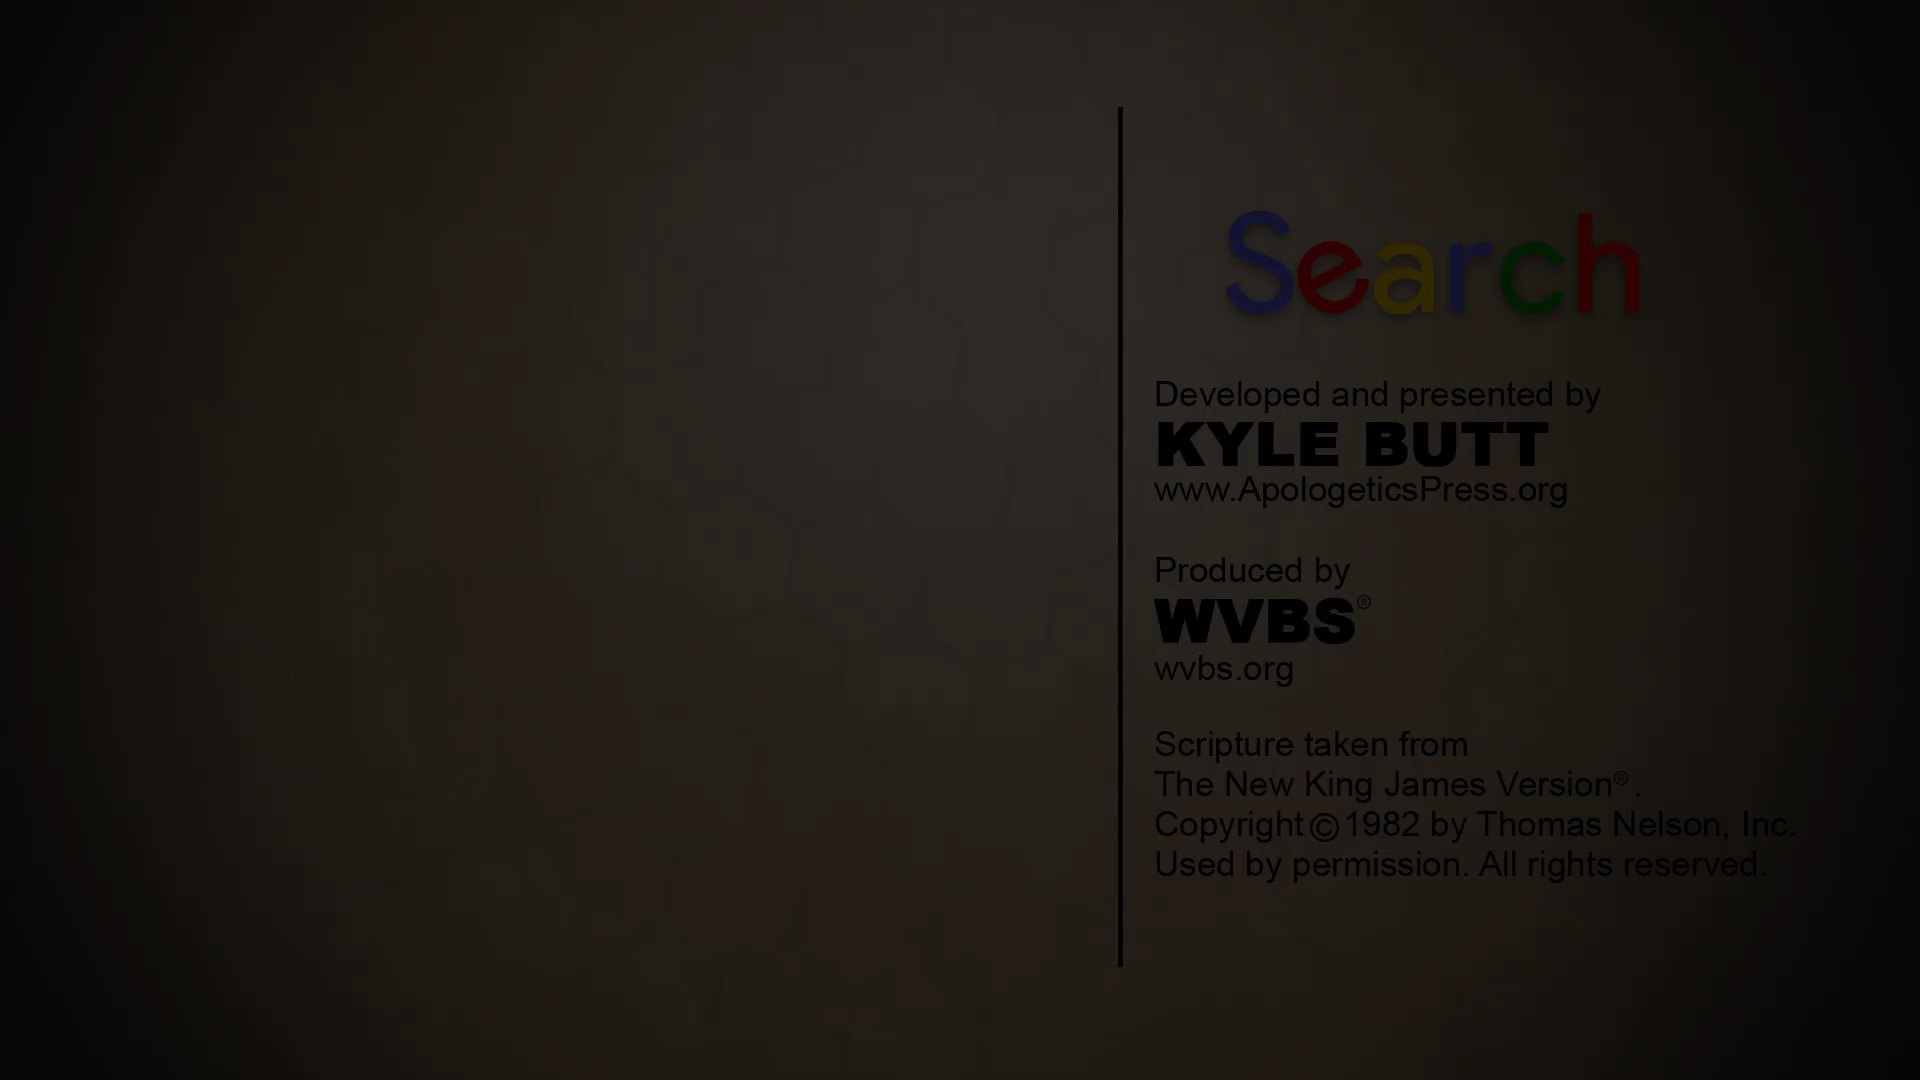 Search
Developed and presented by
KYLE BUTT
www.ApologeticsPress.org
Produced by
WVBS®
wvbs.org
Scripture taken from
The New King James Version®.
Copyright © 1982 by Thomas Nelson, Inc.
Used by permission. All rights reserved.